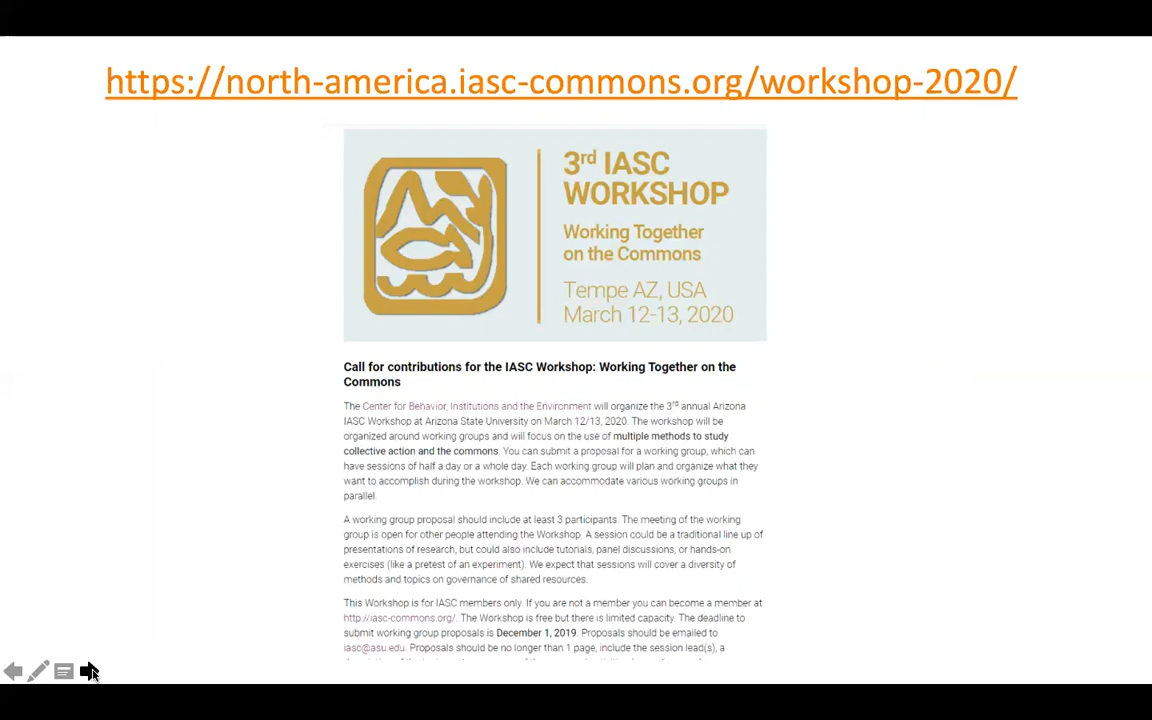 https://north-america.iasc-commons.org/workshop-2020/
3rd IASC
WORKSHOP
Working Together
on the Commons
Tempe AZ, USA
March 12-13, 2020
Call for contributions for the IASC Workshop: Working Together on the
Commons
The Center for Behavior, Institutions and the Environment will organize the 3rd annual Arizona
IASC Workshop at Arizona State University on March 12/13, 2020. The workshop will be
organized around working groups and will focus on the use of multiple methods to study
collective action and the commons. You can submit a proposal for a working group, which can
have sessions of half a day or a whole day. Each working group will plan and organize what they
want to accomplish during the workshop. We can accommodate various working groups in
parallel.
A working group proposal should include at least 3 participants. The meeting of the working
group is open for other people attending the Workshop. A session could be a traditional line up of
presentations of research, but could also include tutorials, panel discussions, or hands-on
exercises (like a pretest of an experiment). We expect that sessions will cover a diversity of
methods and topics on governance of shared resources.
This Workshop is for IASC members only. If you are not a member you can become a member at
http://iasc-commons.org/. The Workshop is free but there is limited capacity. The deadline to
submit working group proposals is December 1, 2019. Proposals should be emailed to
iasc@asu.edu. Proposals should be no longer than 1 page, include the session lead(s), a